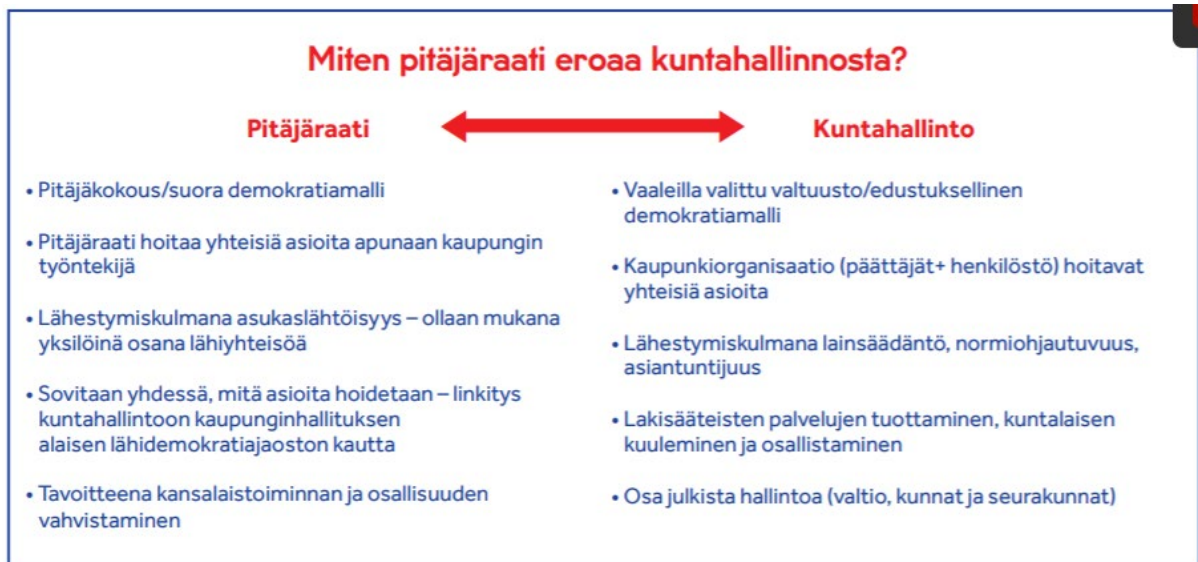 Miten pitäjäraati eroaa kuntahallinnosta?
Pitäjäraati
Kuntahallinto
• Pitäjäkokous/suora demokratiamalli
• Pitäjäraati hoitaa yhteisiä asioita apunaan kaupungin
työntekijä
• Lähestymiskulmana asukaslähtöisyys – ollaan mukana
yksilöinä osana lähiyhteisöä
• Sovitaan yhdessä, mitä asioita hoidetaan – linkitys
kuntahallintoon kaupunginhallituksen
alaisen lähidemokratiajaoston kautta
• Tavoitteena kansalaistoiminnan ja osallisuuden
vahvistaminen
• Vaaleilla valittu valtuusto/edustuksellinen
demokratiamalli
• Kaupunkiorganisaatio (päättäjät+ henkilöstö) hoitavat
yhteisiä asioita
• Lähestymiskulmana lainsäädäntö, normiohjautuvuus,
asiantuntijuus
• Lakisääteisten palvelujen tuottaminen, kuntalaisen
kuuleminen ja osallistaminen
• Osa julkista hallintoa (valtio, kunnat ja seurakunnat)